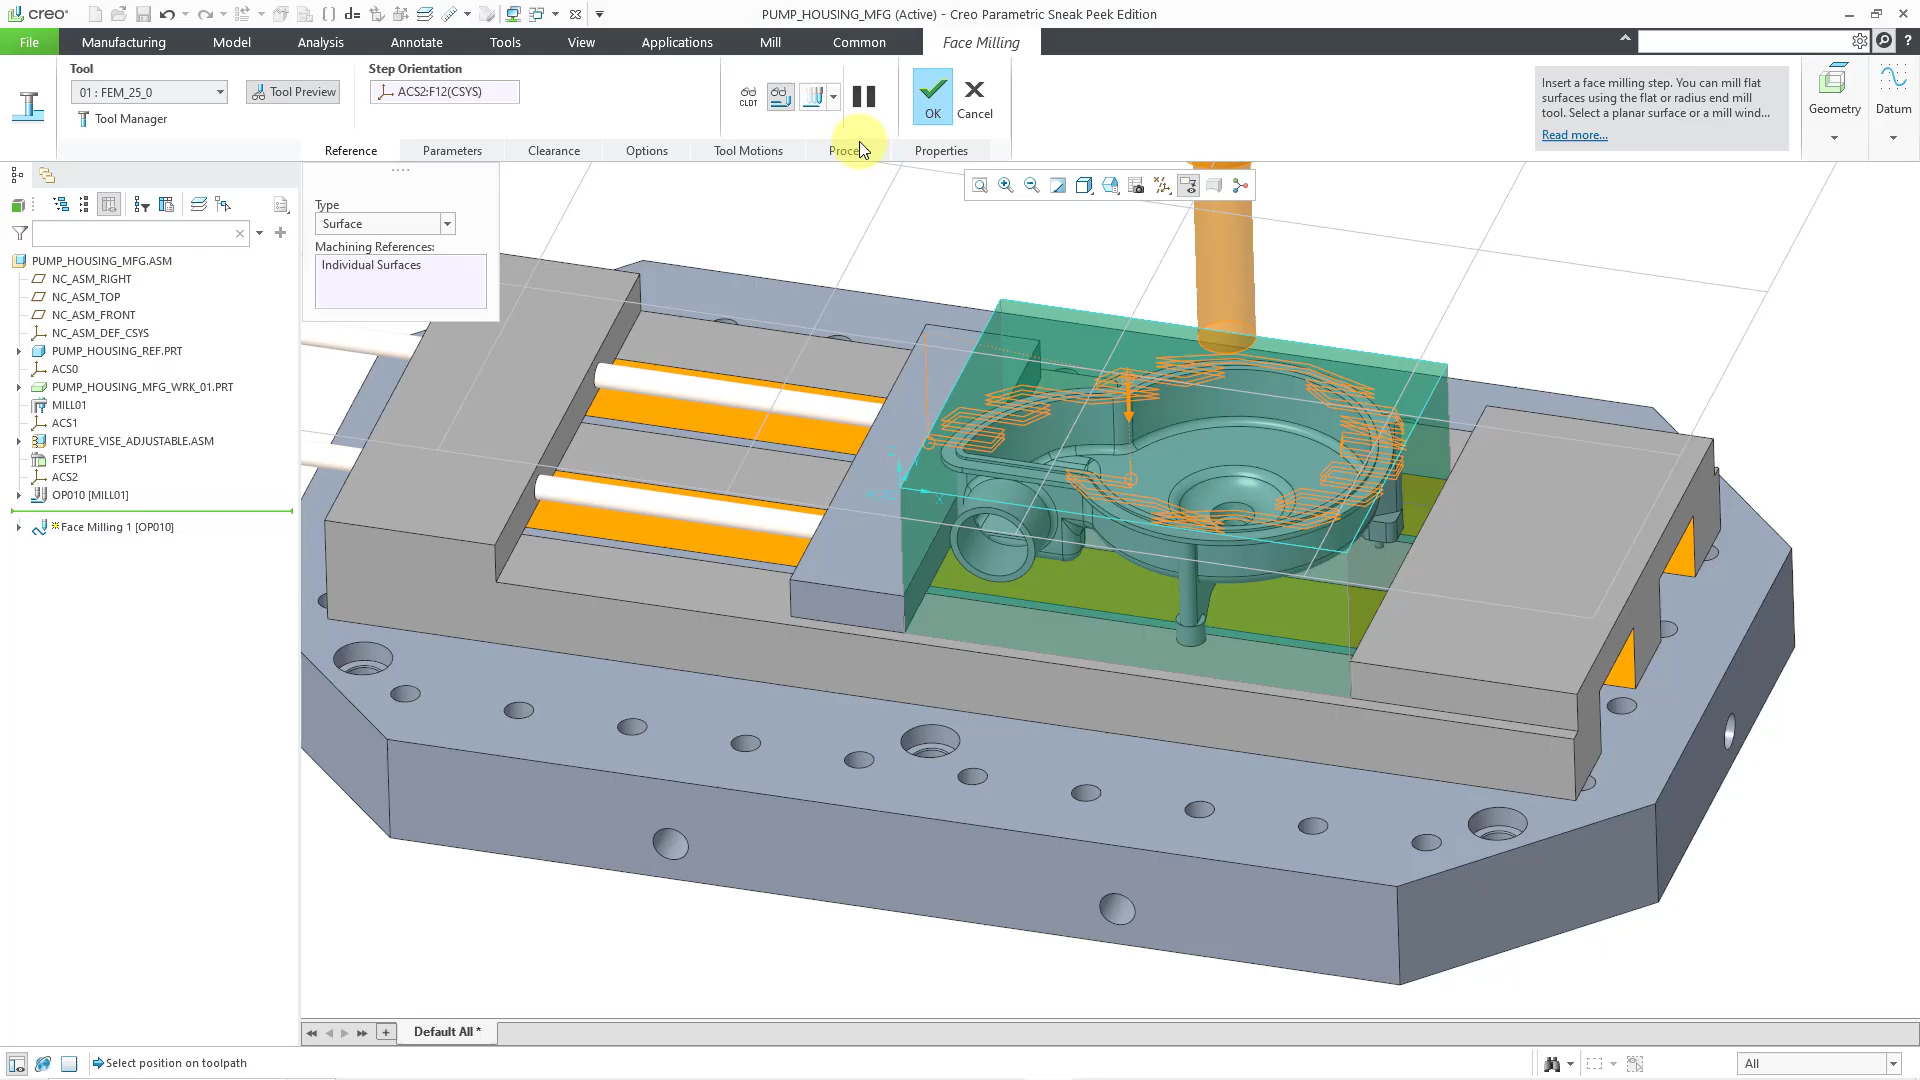 creo
d=
PUMP_HOUSING_MFG (Active) - Creo Parametric Sneak Peek Edition
File
Manufacturing
Model
Analysis
Annotate
Tools
View
Applications
Mill
Common
Face Milling
Tool
01 : FEM_25_0
Tool Preview
Tool Manager
Step Orientation
ACS2:F12(CSYS)
CLDT
OK
Cancel
Insert a face milling step. You can mill flat
surfaces using the flat or radius end mill
tool. Select a planar surface or a mill wind...
Read more...
Geometry
Datum
Reference
Parameters
Clearance
Options
Tool Motions
Properties
Type
Surface
Machining References:
Individual Surfaces
PUMP_HOUSING_MFG.ASM
NC_ASM_RIGHT
NC_ASM_TOP
NC_ASM_FRONT
NC_ASM_DEF_CSYS
PUMP_HOUSING_REF.PRT
ACS0
PUMP_HOUSING_MFG_WRK_01.PRT
MILL01
ACS1
FIXTURE_VISE_ADJUSTABLE.ASM
FSETP1
ACS2
OP010 [MILL01]
Face Milling 1 [OP010]
X
Default All *
Select position on toolpath
All